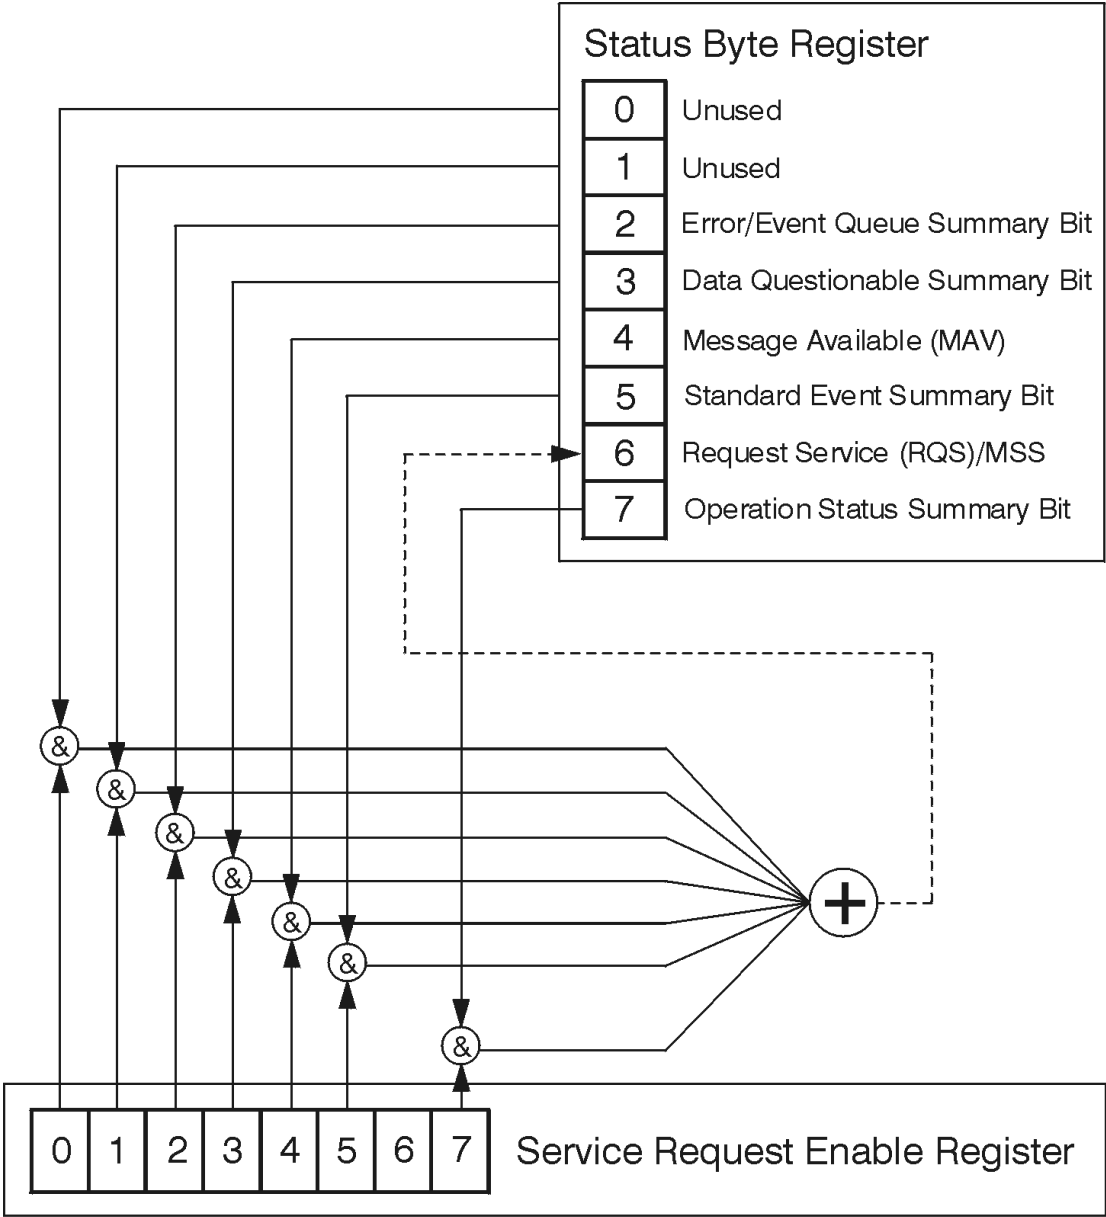 Status Byte Register
0 Unused
1 Unused
2 Error/Event Queue Summary Bit
3 Data Questionable Summary Bit
4 Message Available (MAV)
5 Standard Event Summary Bit
6 Request Service (RQS)/MSS
7 Operation Status Summary Bit
&
&
&
&
&
+
&
&
0 1 2 3 4 5 6 7 Service Request Enable Register